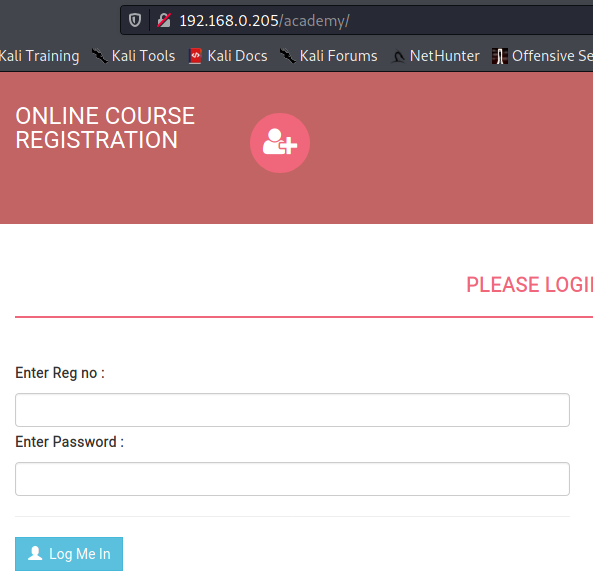 192.168.0.205/academy/
Kali Training Kali Tools Kali Docs Kali Forums NetHunter Offensive Se
ONLINE COURSE
REGISTRATION
PLEASE LOGI
Enter Reg no :
Enter Password :
Log Me In